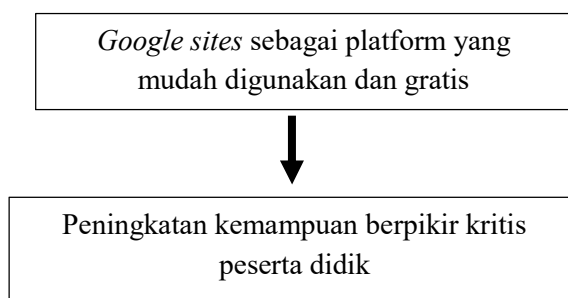 Google sites sebagai platform yang
mudah digunakan dan gratis
Peningkatan kemampuan berpikir kritis
peserta didik